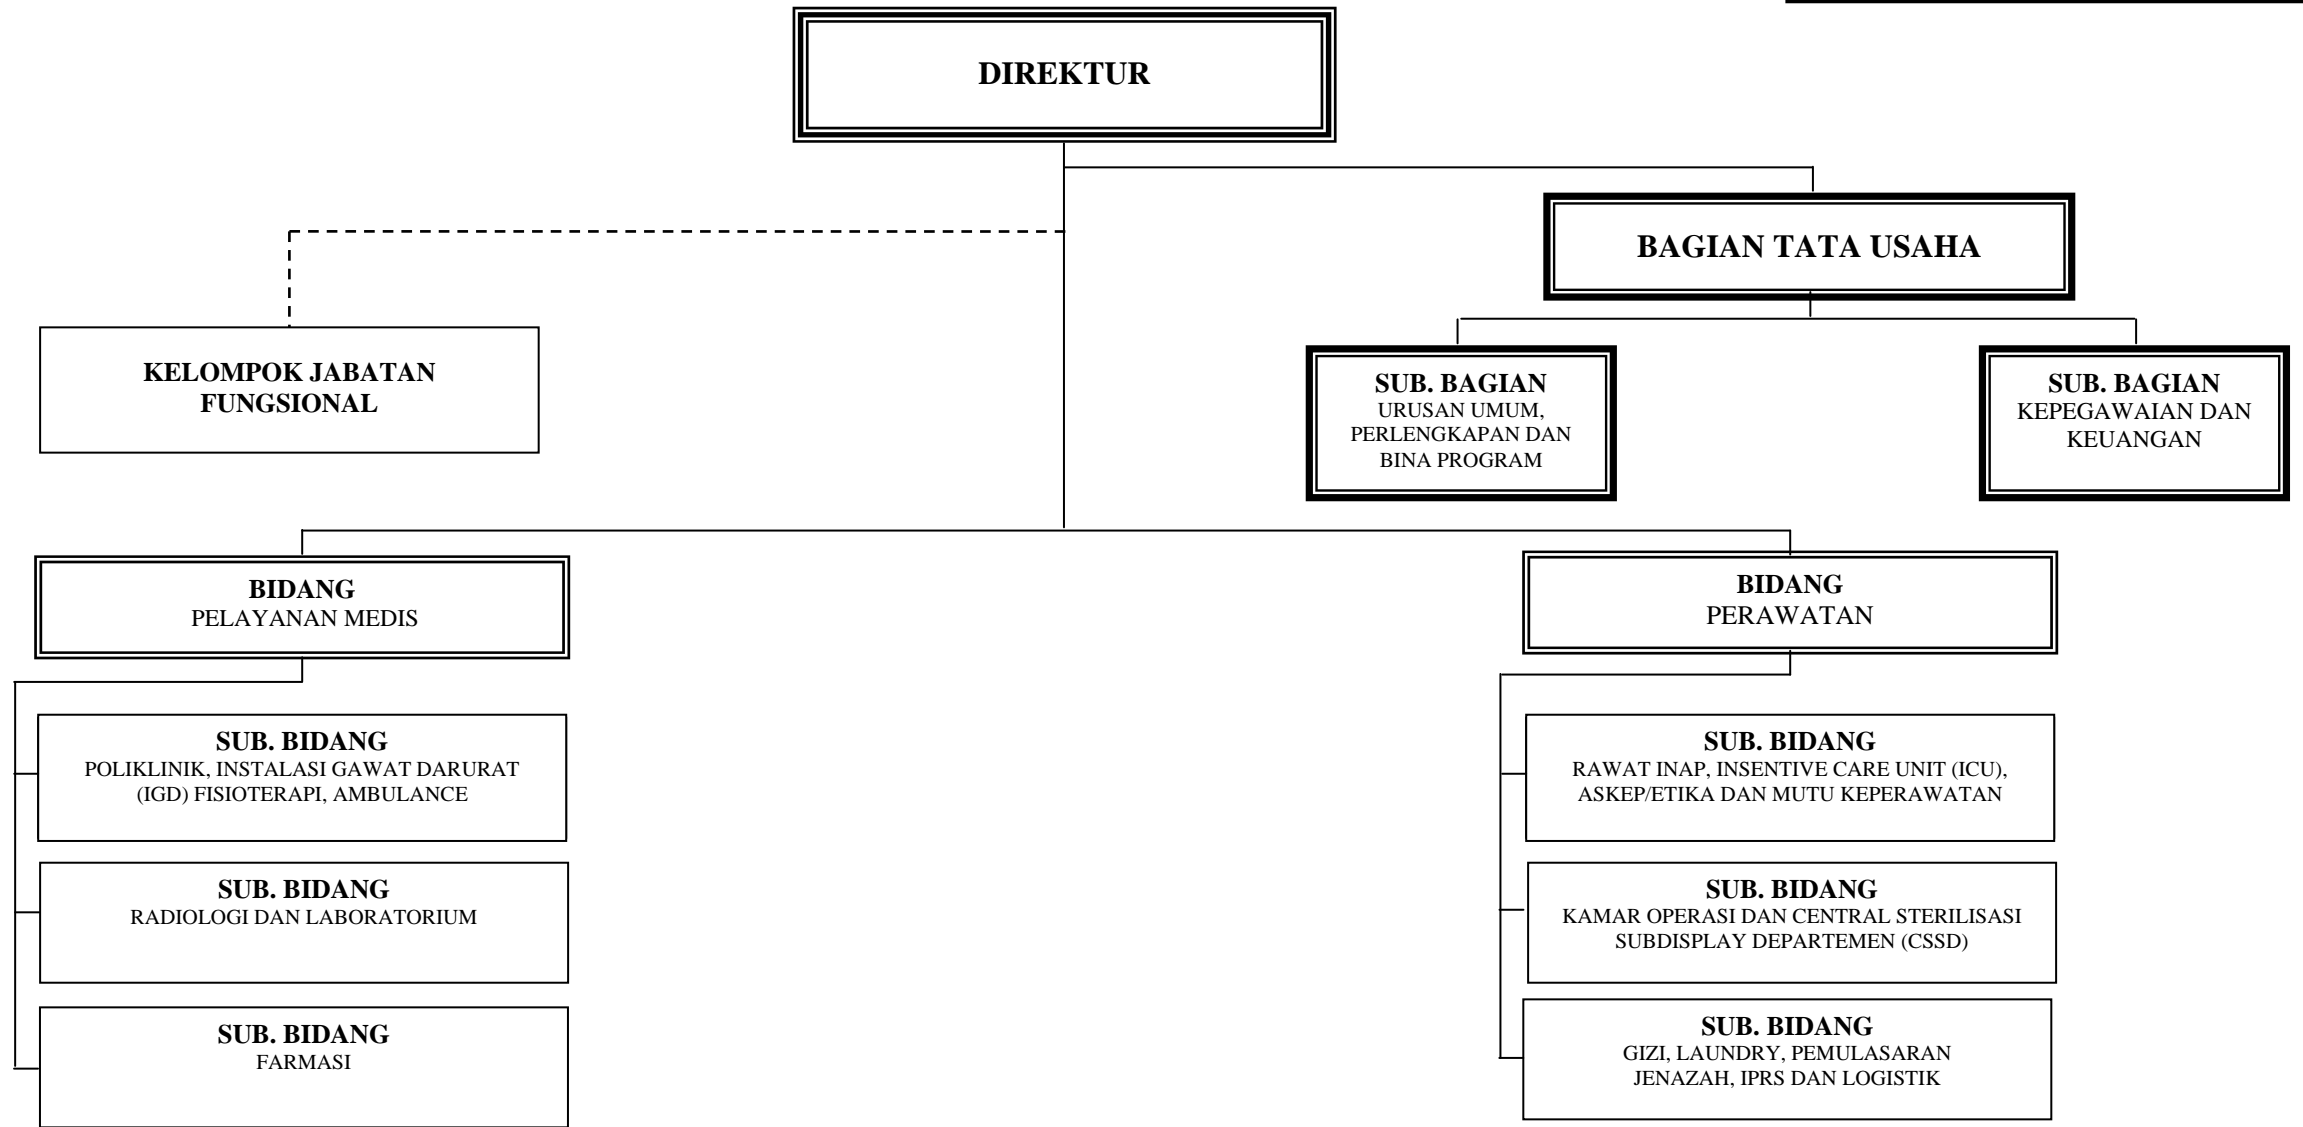 DIREKTUR
BAGIAN TATA USAHA
KELOMPOK JABATAN
FUNGSIONAL
SUB. BAGIAN
URUSAN UMUM,
PERLENGKAPAN DAN
BINA PROGRAM
SUB. BAGIAN
KEPEGAWAIAN DAN
KEUANGAN
BIDANG
PELAYANAN MEDIS
SUB. BIDANG
POLIKLINIK, INSTALASI GAWAT DARURAT
(IGD) FISIOTERAPI, AMBULANCE
SUB. BIDANG
RADIOLOGI DAN LABORATORIUM
SUB. BIDANG
FARMASI
BIDANG
PERAWATAN
SUB. BIDANG
RAWAT INAP, INSENTIVE CARE UNIT (ICU),
ASKEP/ETIKA DAN MUTU KEPERAWATAN
SUB. BIDANG
KAMAR OPERASI DAN CENTRAL STERILISASI
SUBDISPLAY DEPARTEMEN (CSSD)
SUB. BIDANG
GIZI, LAUNDRY, PEMULASARAN
JENAZAH, IPRS DAN LOGISTIK